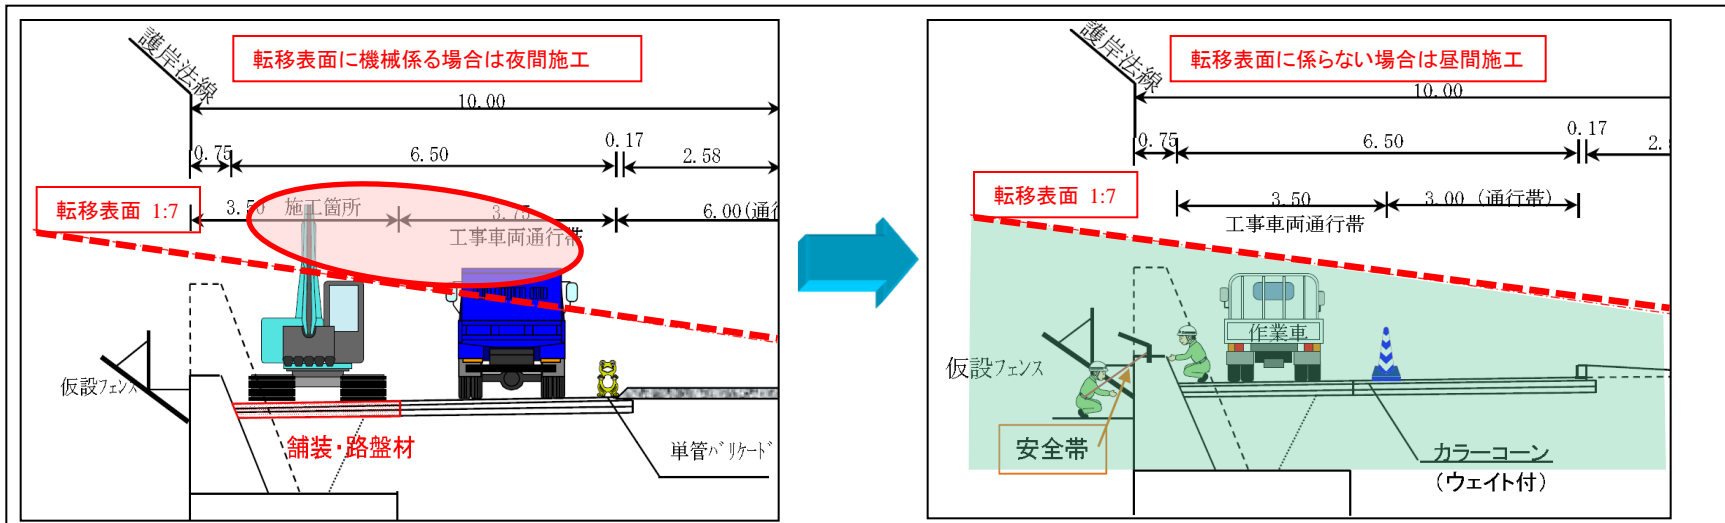 護岸法線
転移表面に機械係る場合は夜間施工
10.00
0.75
6.50
0.17
2.58
転移表面 1:7
3.50
施工箇所
3.75
6.00(通行
工事車両通行帯
仮設フェンス
舗装・路盤材
単管バリケード
護岸法線
転移表面に係らない場合は昼間施工
10.00
0.75
6.50
0.17
2.5
転移表面 1:7
3.50
3.00 (通行帯)
工事車両通行帯
作業車
仮設フェンス
安全帯
カラーコーン
(ウェイト付)